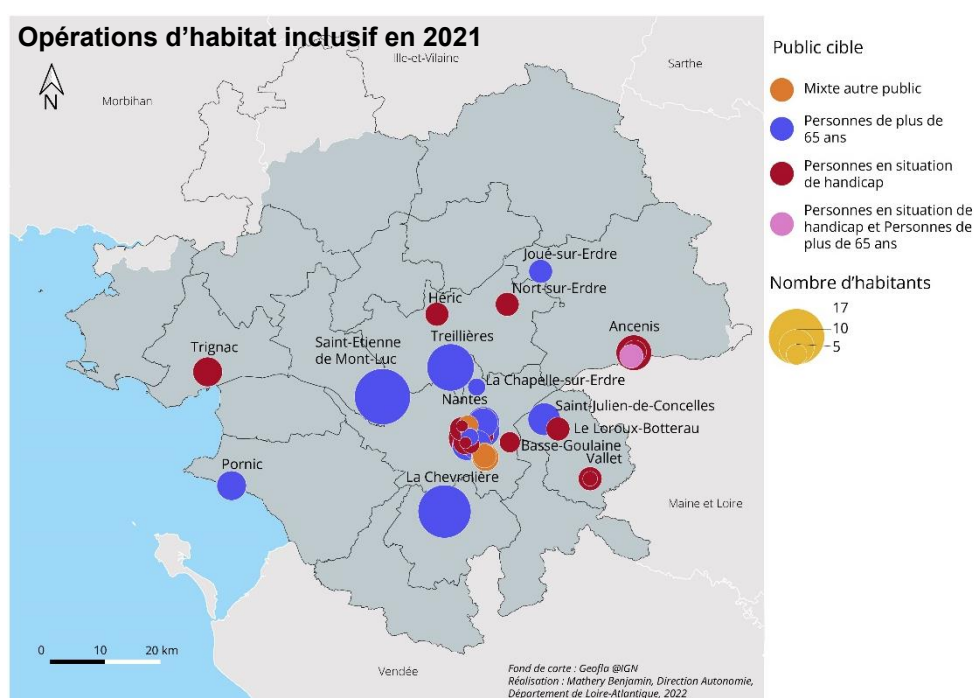 Opérations d'habitat inclusif en 2021
Ille-et-Vilaine
Sarthe
Morbihan
N
Joué-sur-Erdre
Nort-sur-Erdre
Héric
Ancenis
Treillières
Saint-Etienne
de Mont-Luc
Trignac
La Chapelle-sur-Erdre
Nantes
Saint-Julien-de-Concelles
Le Loroux-Botterau
Basse-Goulaine
Vallet
Pornic
La Chevrolière
Maine et Loire
Vendée
0 10 20 km
Fond de carte : Geofla @IGN
Réalisation : Mathery Benjamin, Direction Autonomie,
Département de Loire-Atlantique, 2022
Public cible
Mixte autre public
Personnes de plus de
65 ans
Personnes en situation
de handicap
Personnes en situation de
handicap et Personnes de
plus de 65 ans
Nombre d'habitants
17
10
5